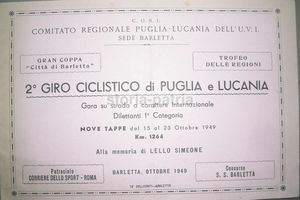 C. O. N. I.
COMITATO REGIONALE PUGLIA-LUCANIA DELL'U.V.I.
SEDE BARLETTA
GRAN COPPA
"Città di Barletta"
TROFEO
DELLE REGIONI
2° GIRO CICLISTICO di PUGLIA e LUCANIA
storia-patria
Gara su strada a carattere internazionale
Dilettanti 1ª Categoria
NOVE TAPPE dal 15 al 23 Ottobre 1949
Km. 1264
Alla memoria di LELLO SIMEONE
Patrocinio
CORRIERE DELLO SPORT - ROMA
BARLETTA, OTTOBRE 1949
Concorso
S. S. BARLETTA